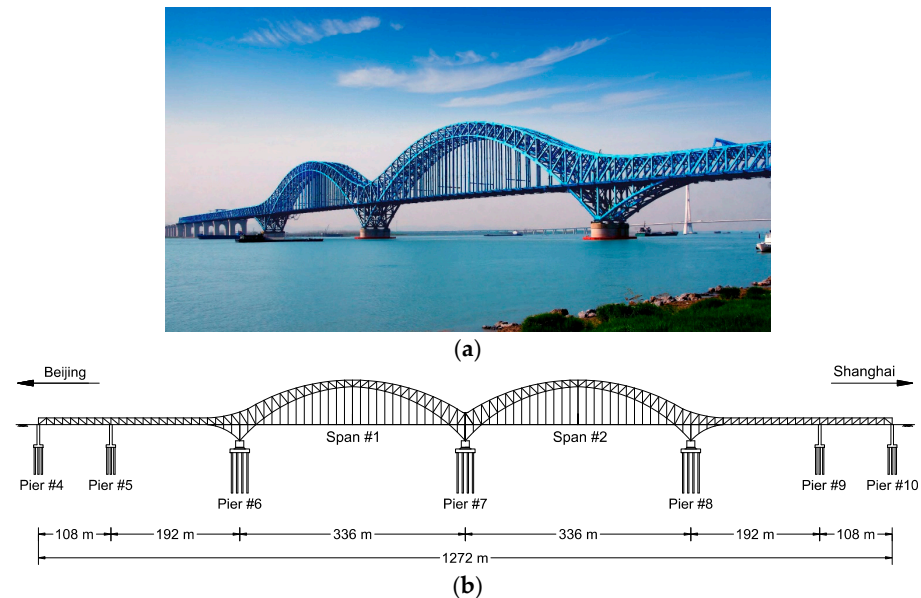 (a)
Beijing
Shanghai
Span #1
Span #2
Pier #4
Pier #5
Pier #6
Pier #7
Pier #8
Pier #9
Pier #10
108 m
192 m
336 m
336 m
192 m
108 m
1272 m
(b)